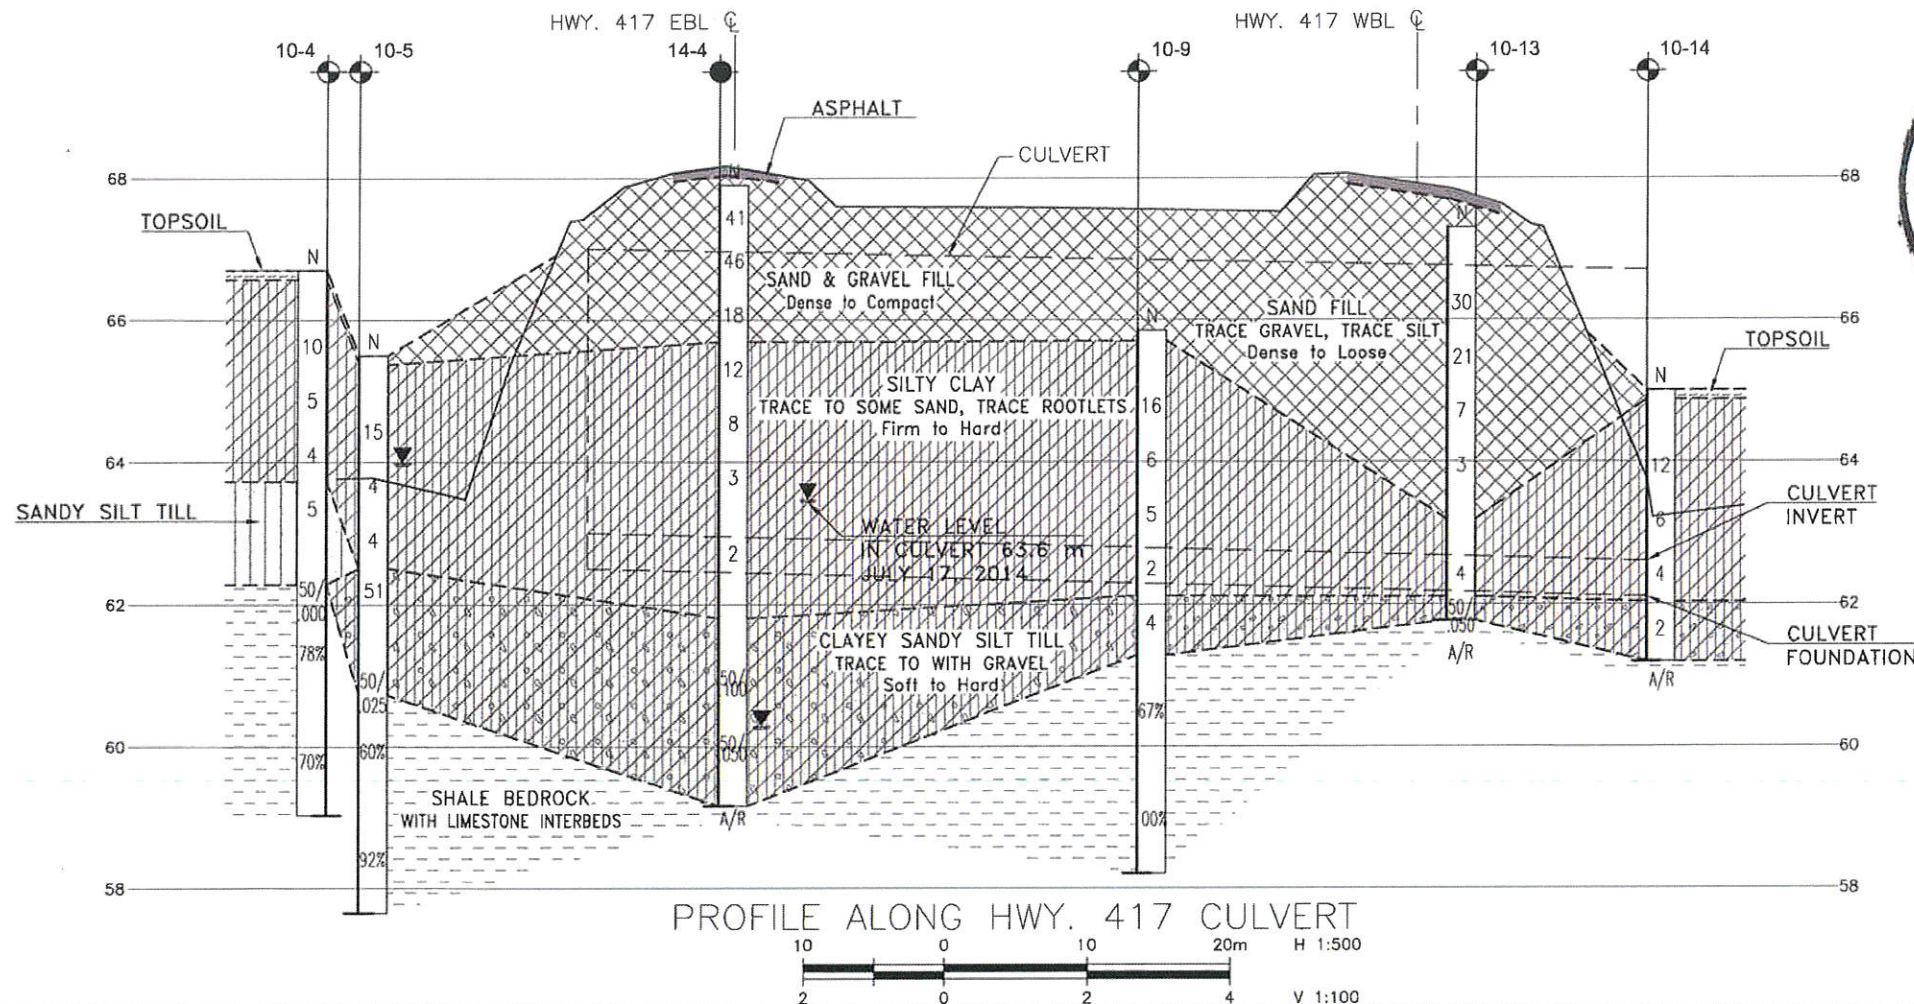 HWY. 417 EBL ℄
HWY. 417 WBL ℄
10-4
10-5
14-4
10-9
10-13
10-14
ASPHALT
CULVERT
68
68
N
N
TOPSOIL
N
41
46
SAND & GRAVEL FILL
Dense to Compact
30
SAND FILL
TRACE GRAVEL, TRACE SILT
Dense to Loose
66
66
N
N
18
TOPSOIL
N
10
12
21
SILTY CLAY
TRACE TO SOME SAND, TRACE ROOTLETS
Firm to Hard
5
15
8
16
7
64
64
4
4
3
6
3
12
CULVERT
INVERT
SANDY SILT TILL
5
4
2
WATER LEVEL
IN CULVERT 63.6 m
JULY 17, 2014
5
6
2
4
4
62
62
50/
.000
51
4
50/
.050
2
CLAYEY SANDY SILT TILL
TRACE TO WITH GRAVEL
Soft to Hard
CULVERT
FOUNDATION
78%
A/R
A/R
50/
.025
50/
.100
67%
60
60
70%
60%
50/
.050
SHALE BEDROCK
WITH LIMESTONE INTERBEDS
A/R
00%
92%
58
58
PROFILE ALONG HWY. 417 CULVERT
10 0 10 20m H 1:500
2 0 2 4 V 1:100